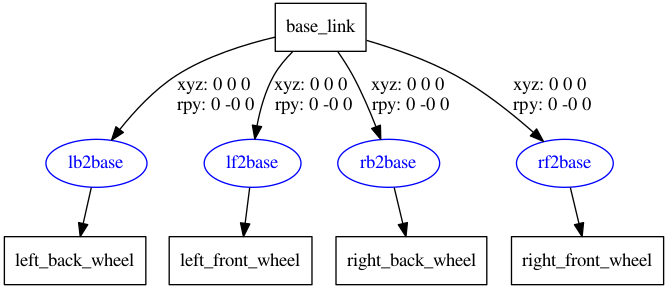 base_link
xyz: 0 0 0
rpy: 0 -0 0
xyz: 0 0 0
rpy: 0 -0 0
xyz: 0 0 0
rpy: 0 -0 0
xyz: 0 0 0
rpy: 0 -0 0
lb2base
lf2base
rb2base
rf2base
left_back_wheel
left_front_wheel
right_back_wheel
right_front_wheel